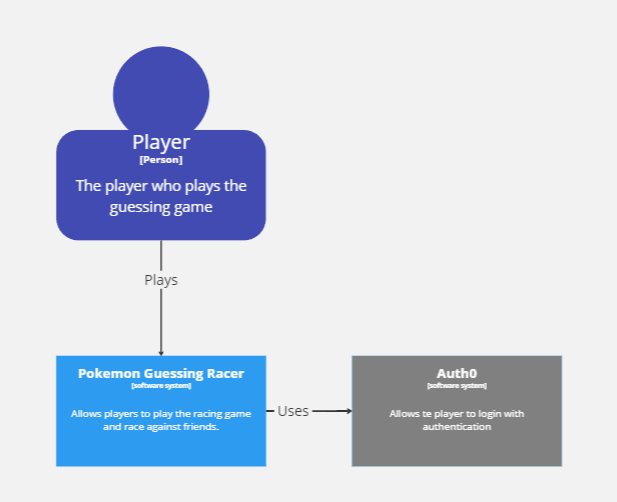 Player
[Person]
The player who plays the
guessing game
Plays
Pokemon Guessing Racer
[software system]
Allows players to play the racing game
and race against friends.
Uses
Auth0
[software system]
Allows te player to login with
authentication